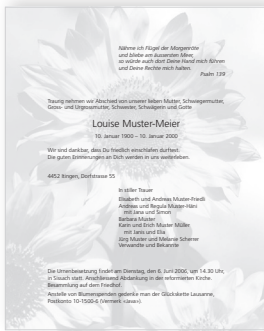 Nähme ich Flügel der Morgenröte
und bliebe am äussersten Meer,
so würde auch dort Deine Hand mich führen
und Deine Rechte mich halten.
Psalm 139
Traurig nehmen wir Abschied von unserer lieben Mutter, Schwiegermutter,
Gross- und Urgrossmutter, Schwester, Schwägerin und Gotte
Louise Muster-Meier
10. Januar 1900 – 10. Januar 2000
Wir sind dankbar, dass Du friedlich einschlafen durftest.
Die guten Erinnerungen an Dich werden in uns weiterleben.
4452 Itingen, Dorfstrasse 55
In stiller Trauer
Elisabeth und Andreas Muster-Friedli
Andreas und Regula Muster-Häni
mit Jana und Simon
Barbara Muster
Karin und Erich Muster Müller
mit Janis und Elia
Jürg Muster und Melanie Scherrer
Verwandte und Bekannte
Die Urnenbeisetzung findet am Dienstag, den 6. Juni 2006, um 14.30 Uhr,
in Sissach statt. Anschliessend Abdankung in der reformierten Kirche.
Besammlung auf dem Friedhof.
Anstelle von Blumenspenden gedenke man der Glückskette Lausanne,
Postkonto 10-1500-6 (Vermerk